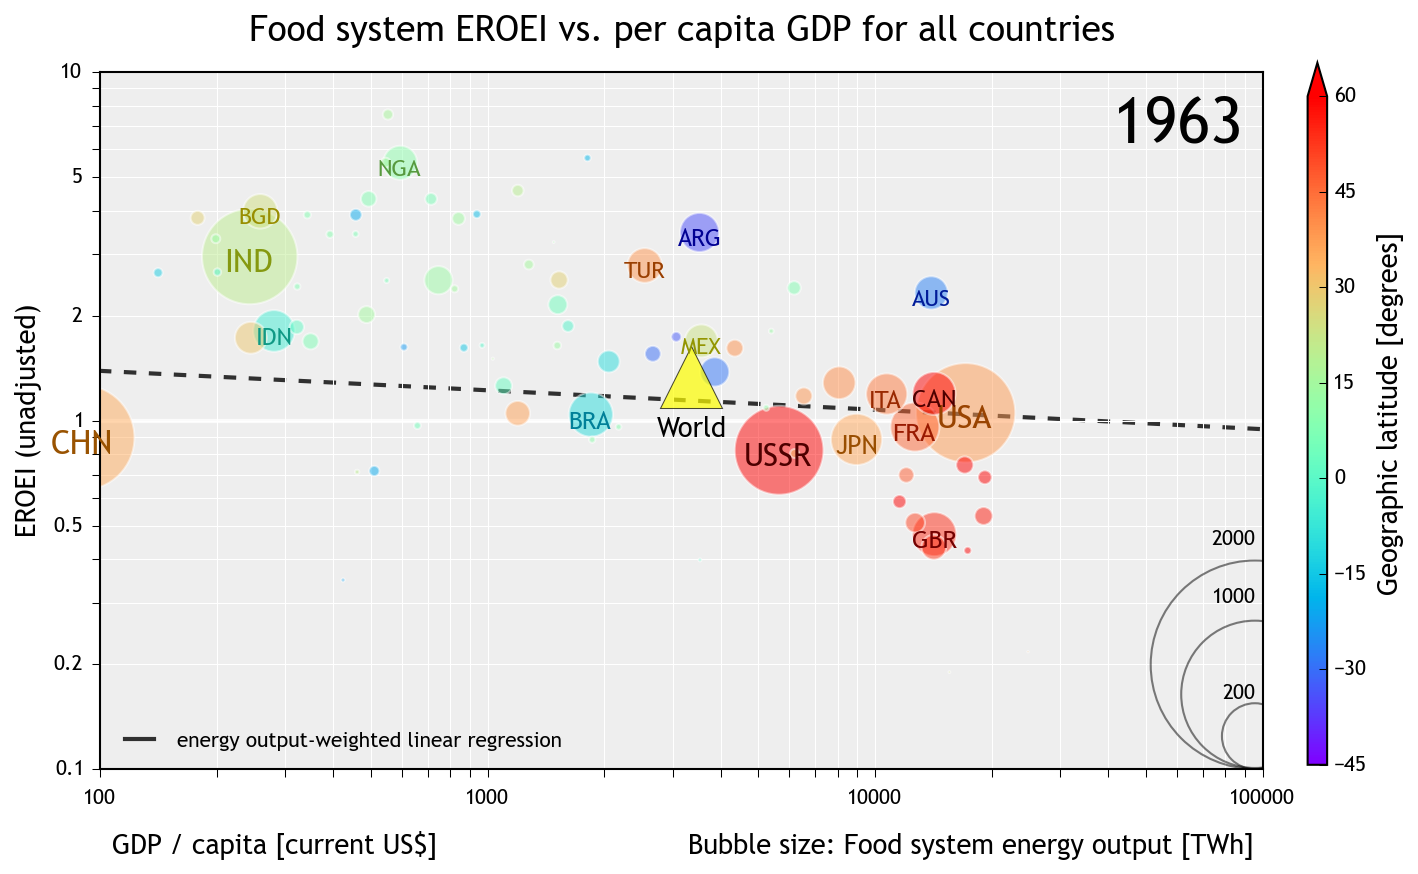 Food system EROEI vs. per capita GDP for all countries
1963
EROEI (unadjusted)
10
5
2
1
0.5
0.2
0.1
NGA
BGD
IND
IDN
ARG
TUR
AUS
MEX
World
BRA
CHN
USSR
JPN
ITA
FRA
CAN
USA
GBR
2000
1000
200
energy output-weighted linear regression
100
1000
10000
100000
GDP / capita [current US$]
Bubble size: Food system energy output [TWh]
60
45
30
15
0
−15
−30
−45
Geographic latitude [degrees]